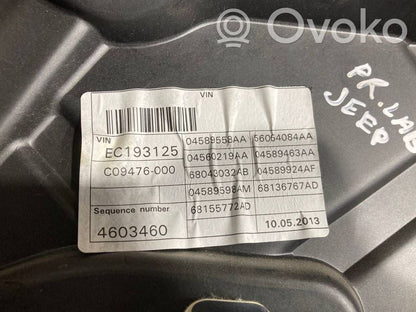 Ovoko
VIN
VIN
EC193125
04589558AA 56054084AA
C09476-000
04560219AA 04589463AA
68043032AB 04589924AF
04589598AM 68136767AD
Sequence number
68155772AD
4603460
10.05.2013
PR. LAB
JEEP